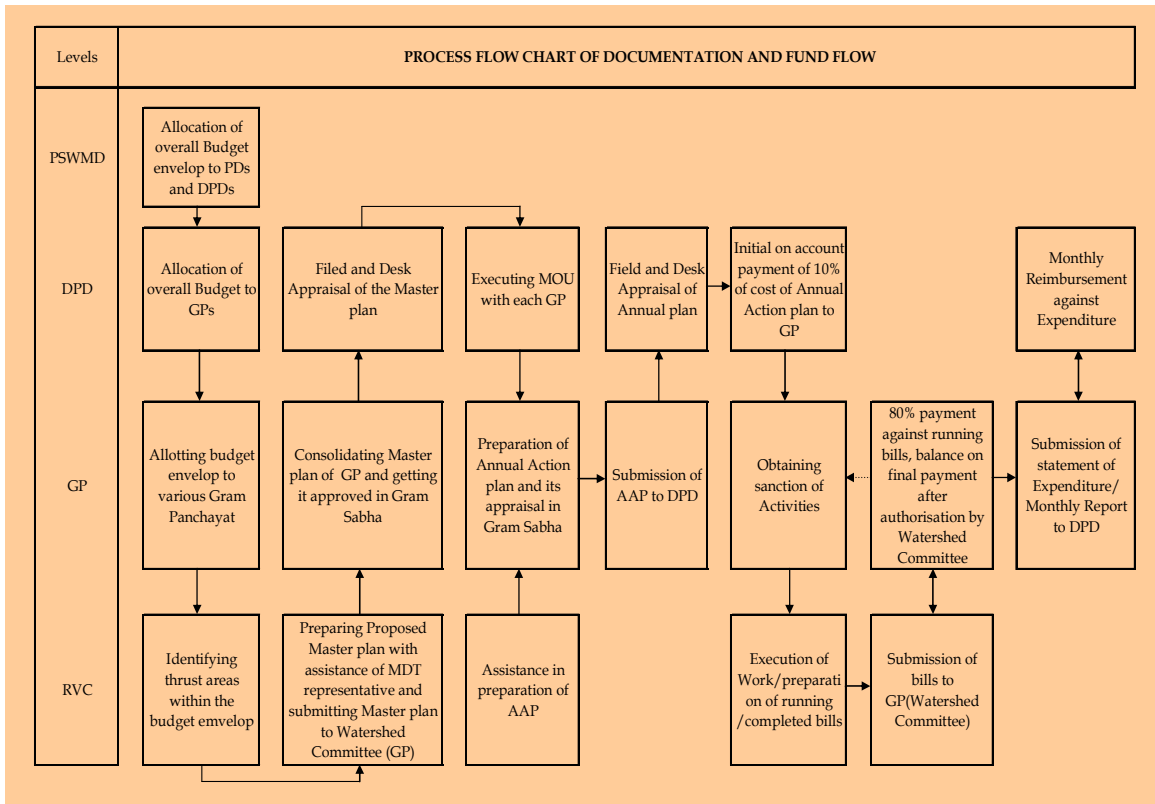 Levels
PROCESS FLOW CHART OF DOCUMENTATION AND FUND FLOW
PSWMD
Allocation of
overall Budget
envelop to PDs
and DPDs
DPD
Allocation of
overall Budget to
GPs
Filed and Desk
Appraisal of the Master
plan
Executing MOU
with each GP
Field and Desk
Appraisal of
Annual plan
Initial on account
payment of 10%
of cost of Annual
Action plan to
GP
Monthly
Reimbursement
against
Expenditure
GP
Allotting budget
envelop to
various Gram
Panchayat
Consolidating Master
plan of GP and getting
it approved in Gram
Sabha
Preparation of
Annual Action
plan and its
appraisal in
Gram Sabha
Submission of
AAP to DPD
Obtaining
sanction of
Activities
80% payment
against running
bills, balance on
final payment
after
authorisation by
Watershed
Committee
Submission of
statement of
Expenditure/
Monthly Report
to DPD
RVC
Identifying
thrust areas
within the
budget emvelop
Preparing Proposed
Master plan with
assistance of MDT
representative and
submitting Master plan
to Watershed
Committee (GP)
Assistance in
preparation of
AAP
Execution of
Work/preparati
on of running
/completed bills
Submission of
bills to
GP(Watershed
Committee)